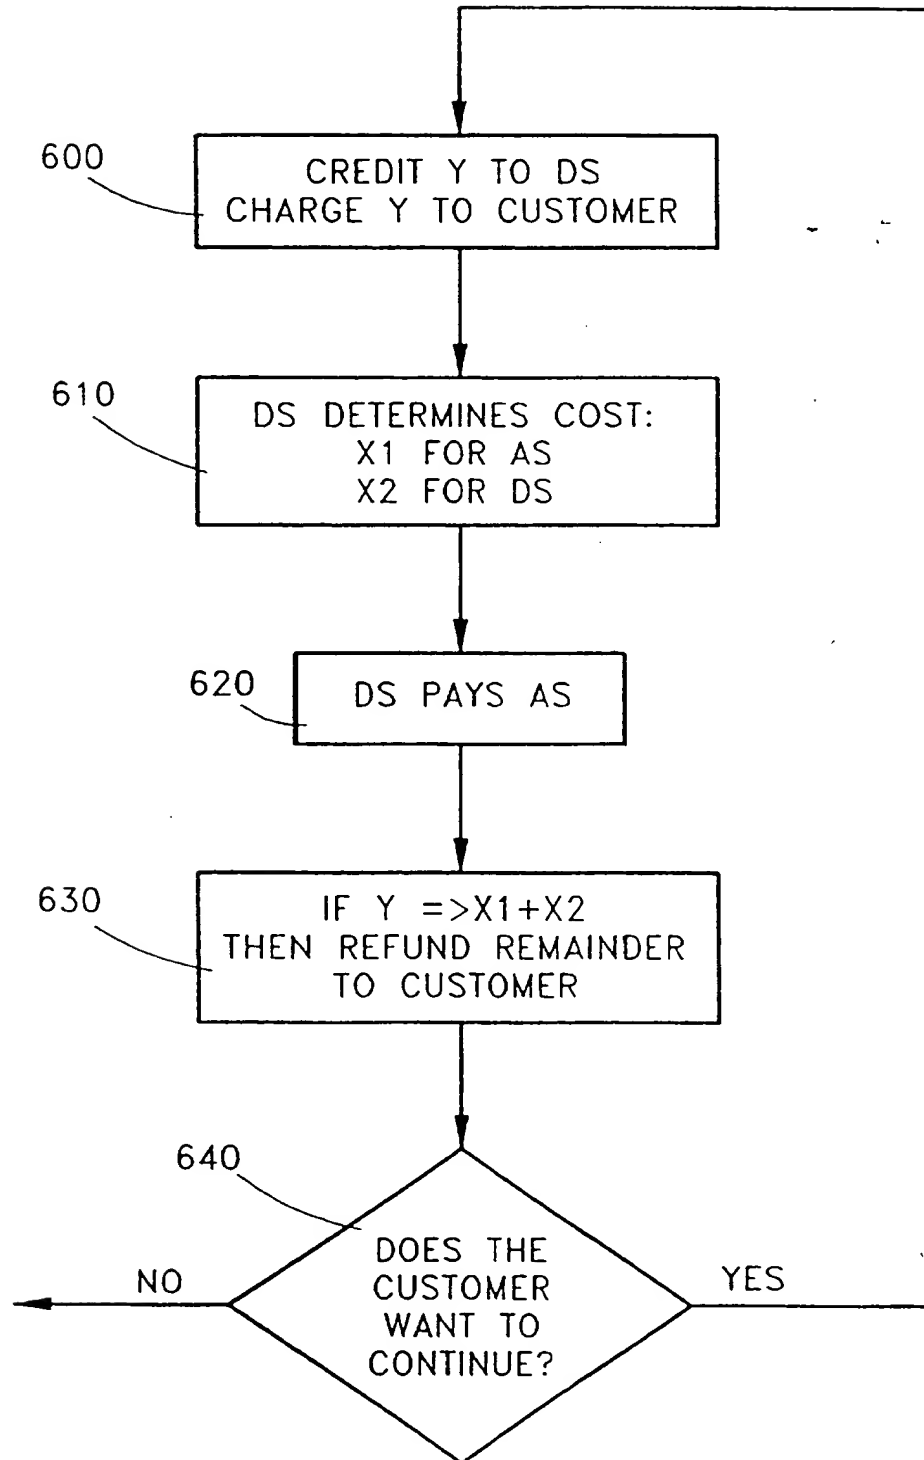 600
CREDIT Y TO DS
CHARGE Y TO CUSTOMER
610
DS DETERMINES COST:
X1 FOR AS
X2 FOR DS
620
DS PAYS AS
630
IF Y =>X1+X2
THEN REFUND REMAINDER
TO CUSTOMER
640
DOES THE
CUSTOMER
WANT TO
CONTINUE?
NO
YES